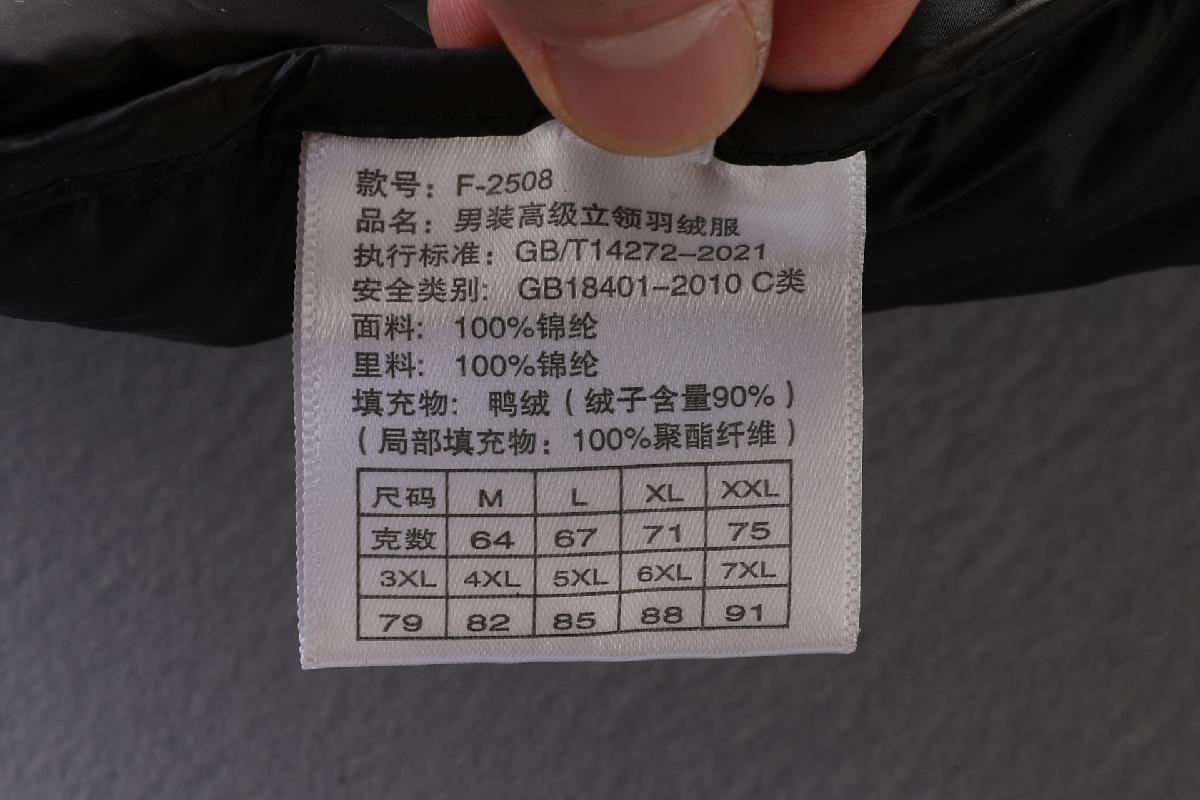 款号：F-2508
品名：男装高级立领羽绒服
执行标准：GB/T14272-2021
安全类别：GB18401-2010 C类
面料：100%锦纶
里料：100%锦纶
填充物：鸭绒（绒子含量90%）
（局部填充物：100%聚酯纤维）
尺码 M L XL XXL
克数 64 67 71 75
3XL 4XL 5XL 6XL 7XL
79 82 85 88 91